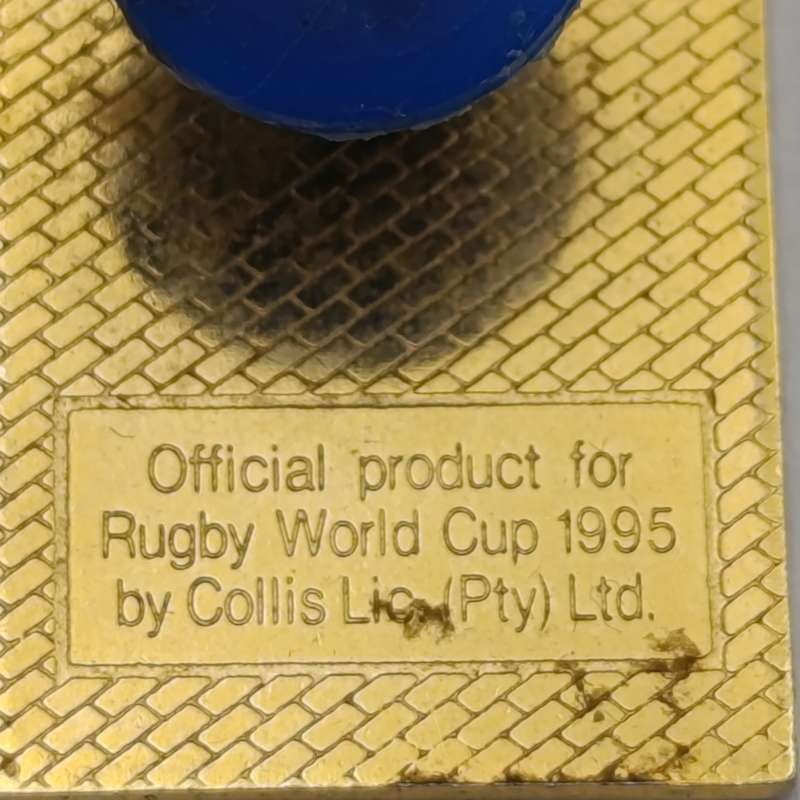 Official product for
Rugby World Cup 1995
by Collis Lic. (Pty) Ltd.